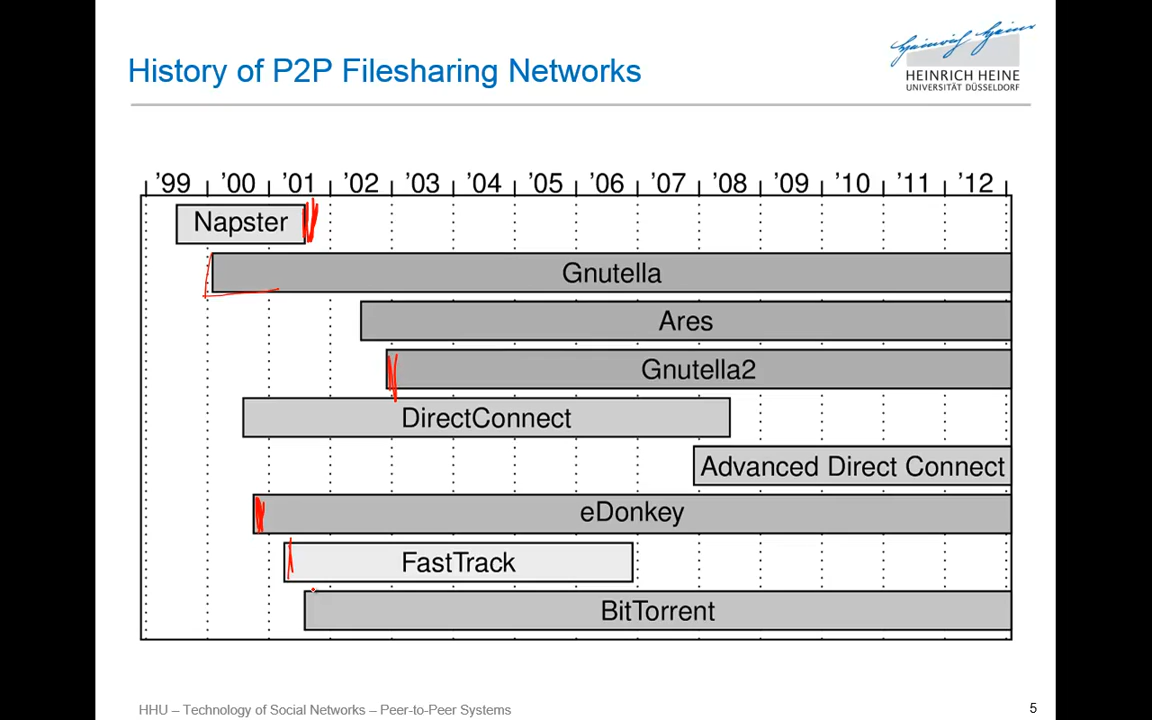 History of P2P Filesharing Networks
Heinrich Heine
HEINRICH HEINE
UNIVERSITÄT DÜSSELDORF
'99 '00 '01 '02 '03 '04 '05 '06 '07 '08 '09 '10 '11 '12
Napster
Gnutella
Ares
Gnutella2
DirectConnect
Advanced Direct Connect
eDonkey
FastTrack
BitTorrent
HHU – Technology of Social Networks – Peer-to-Peer Systems
5